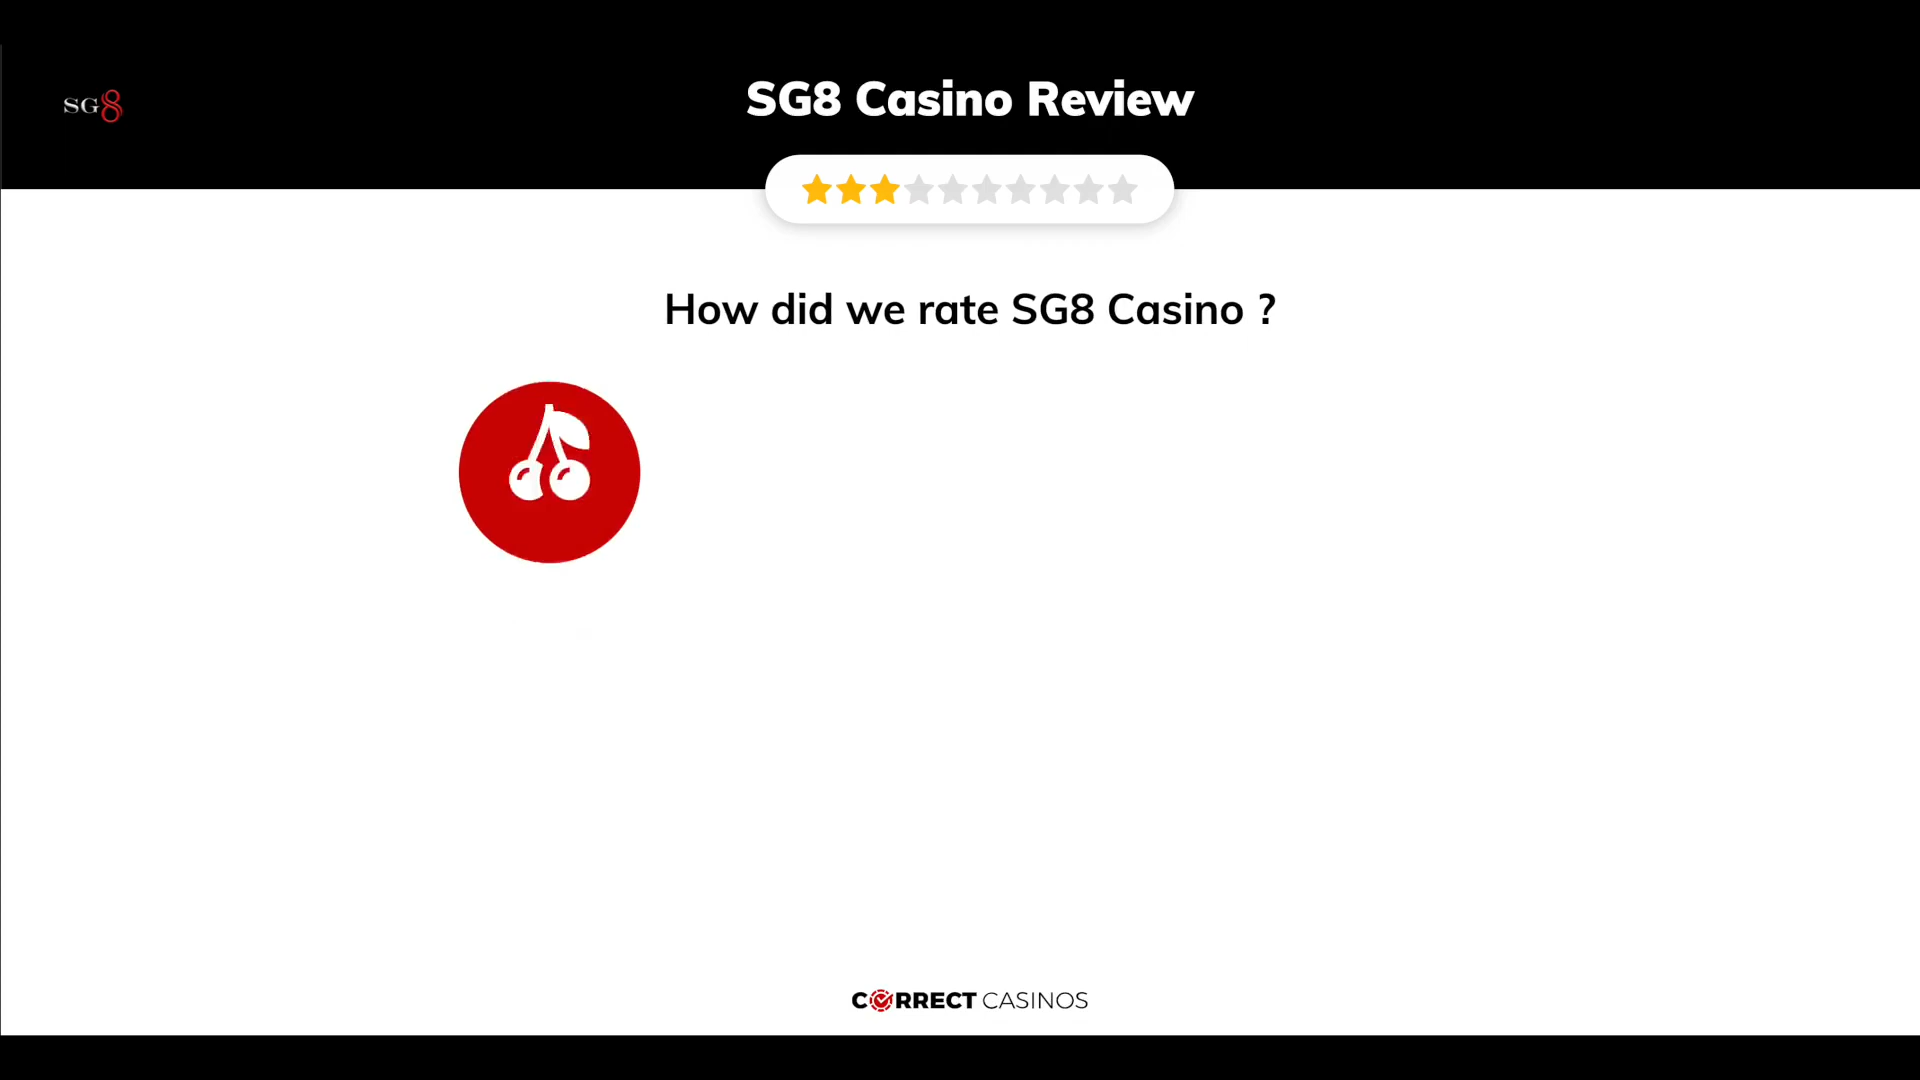 SG8
SG8 Casino Review
How did we rate SG8 Casino ?
CORRECT CASINOS